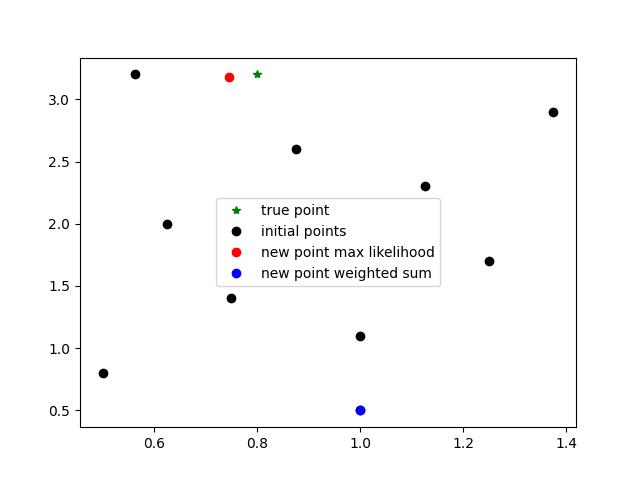 3.0
2.5
2.0
1.5
1.0
0.5
true point
initial points
new point max likelihood
new point weighted sum
0.6 0.8 1.0 1.2 1.4